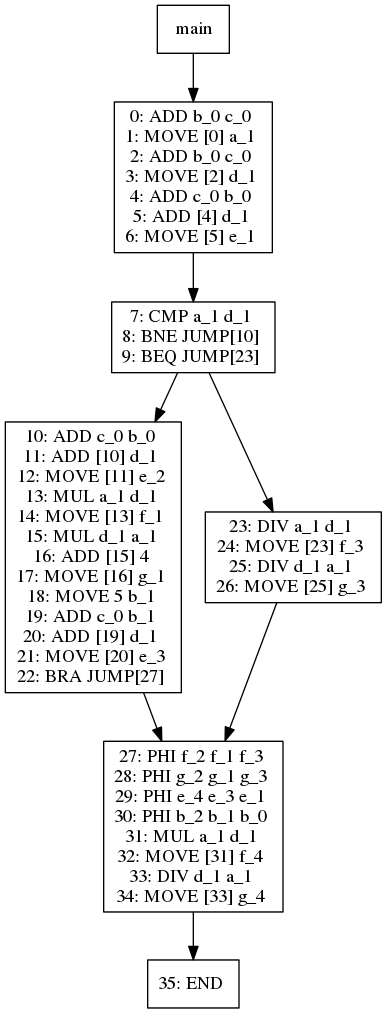 main
0: ADD b_0 c_0
1: MOVE [0] a_1
2: ADD b_0 c_0
3: MOVE [2] d_1
4: ADD c_0 b_0
5: ADD [4] d_1
6: MOVE [5] e_1
7: CMP a_1 d_1
8: BNE JUMP[10]
9: BEQ JUMP[23]
10: ADD c_0 b_0
11: ADD [10] d_1
12: MOVE [11] e_2
13: MUL a_1 d_1
14: MOVE [13] f_1
15: MUL d_1 a_1
16: ADD [15] 4
17: MOVE [16] g_1
18: MOVE 5 b_1
19: ADD c_0 b_1
20: ADD [19] d_1
21: MOVE [20] e_3
22: BRA JUMP[27]
23: DIV a_1 d_1
24: MOVE [23] f_3
25: DIV d_1 a_1
26: MOVE [25] g_3
27: PHI f_2 f_1 f_3
28: PHI g_2 g_1 g_3
29: PHI e_4 e_3 e_1
30: PHI b_2 b_1 b_0
31: MUL a_1 d_1
32: MOVE [31] f_4
33: DIV d_1 a_1
34: MOVE [33] g_4
35: END